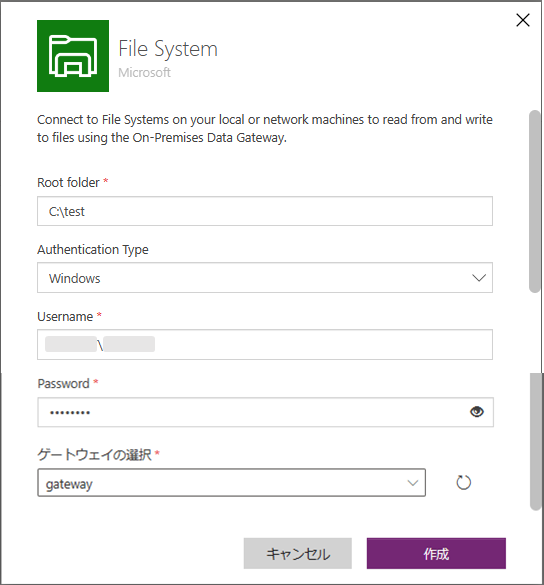 File System
Microsoft
Connect to File Systems on your local or network machines to read from and write
to files using the On-Premises Data Gateway.
Root folder *
C:\test
Authentication Type
Windows
Username *
\
Password *
••••••••
ゲートウェイの選択 *
gateway
キャンセル
作成